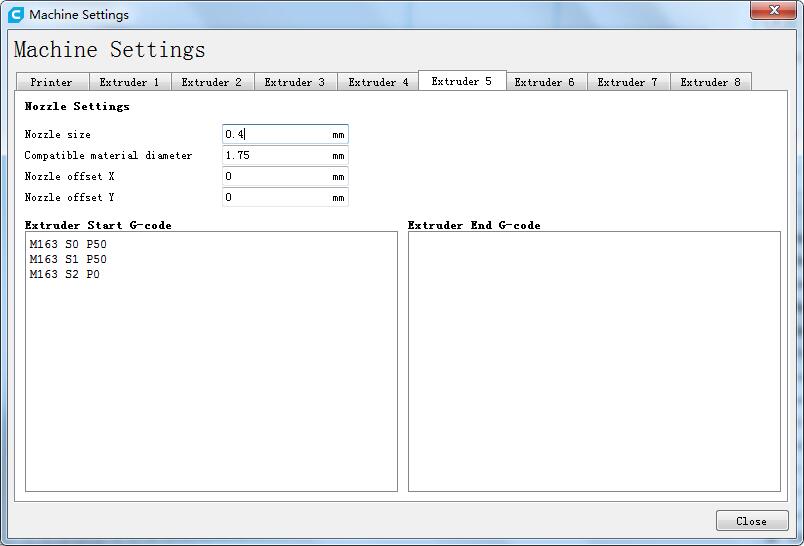 Machine Settings
Machine Settings
Printer Extruder 1 Extruder 2 Extruder 3 Extruder 4 Extruder 5 Extruder 6 Extruder 7 Extruder 8
Nozzle Settings
Nozzle size 0.4 mm
Compatible material diameter 1.75 mm
Nozzle offset X 0 mm
Nozzle offset Y 0 mm
Extruder Start G-code Extruder End G-code
M163 S0 P50
M163 S1 P50
M163 S2 P0
Close